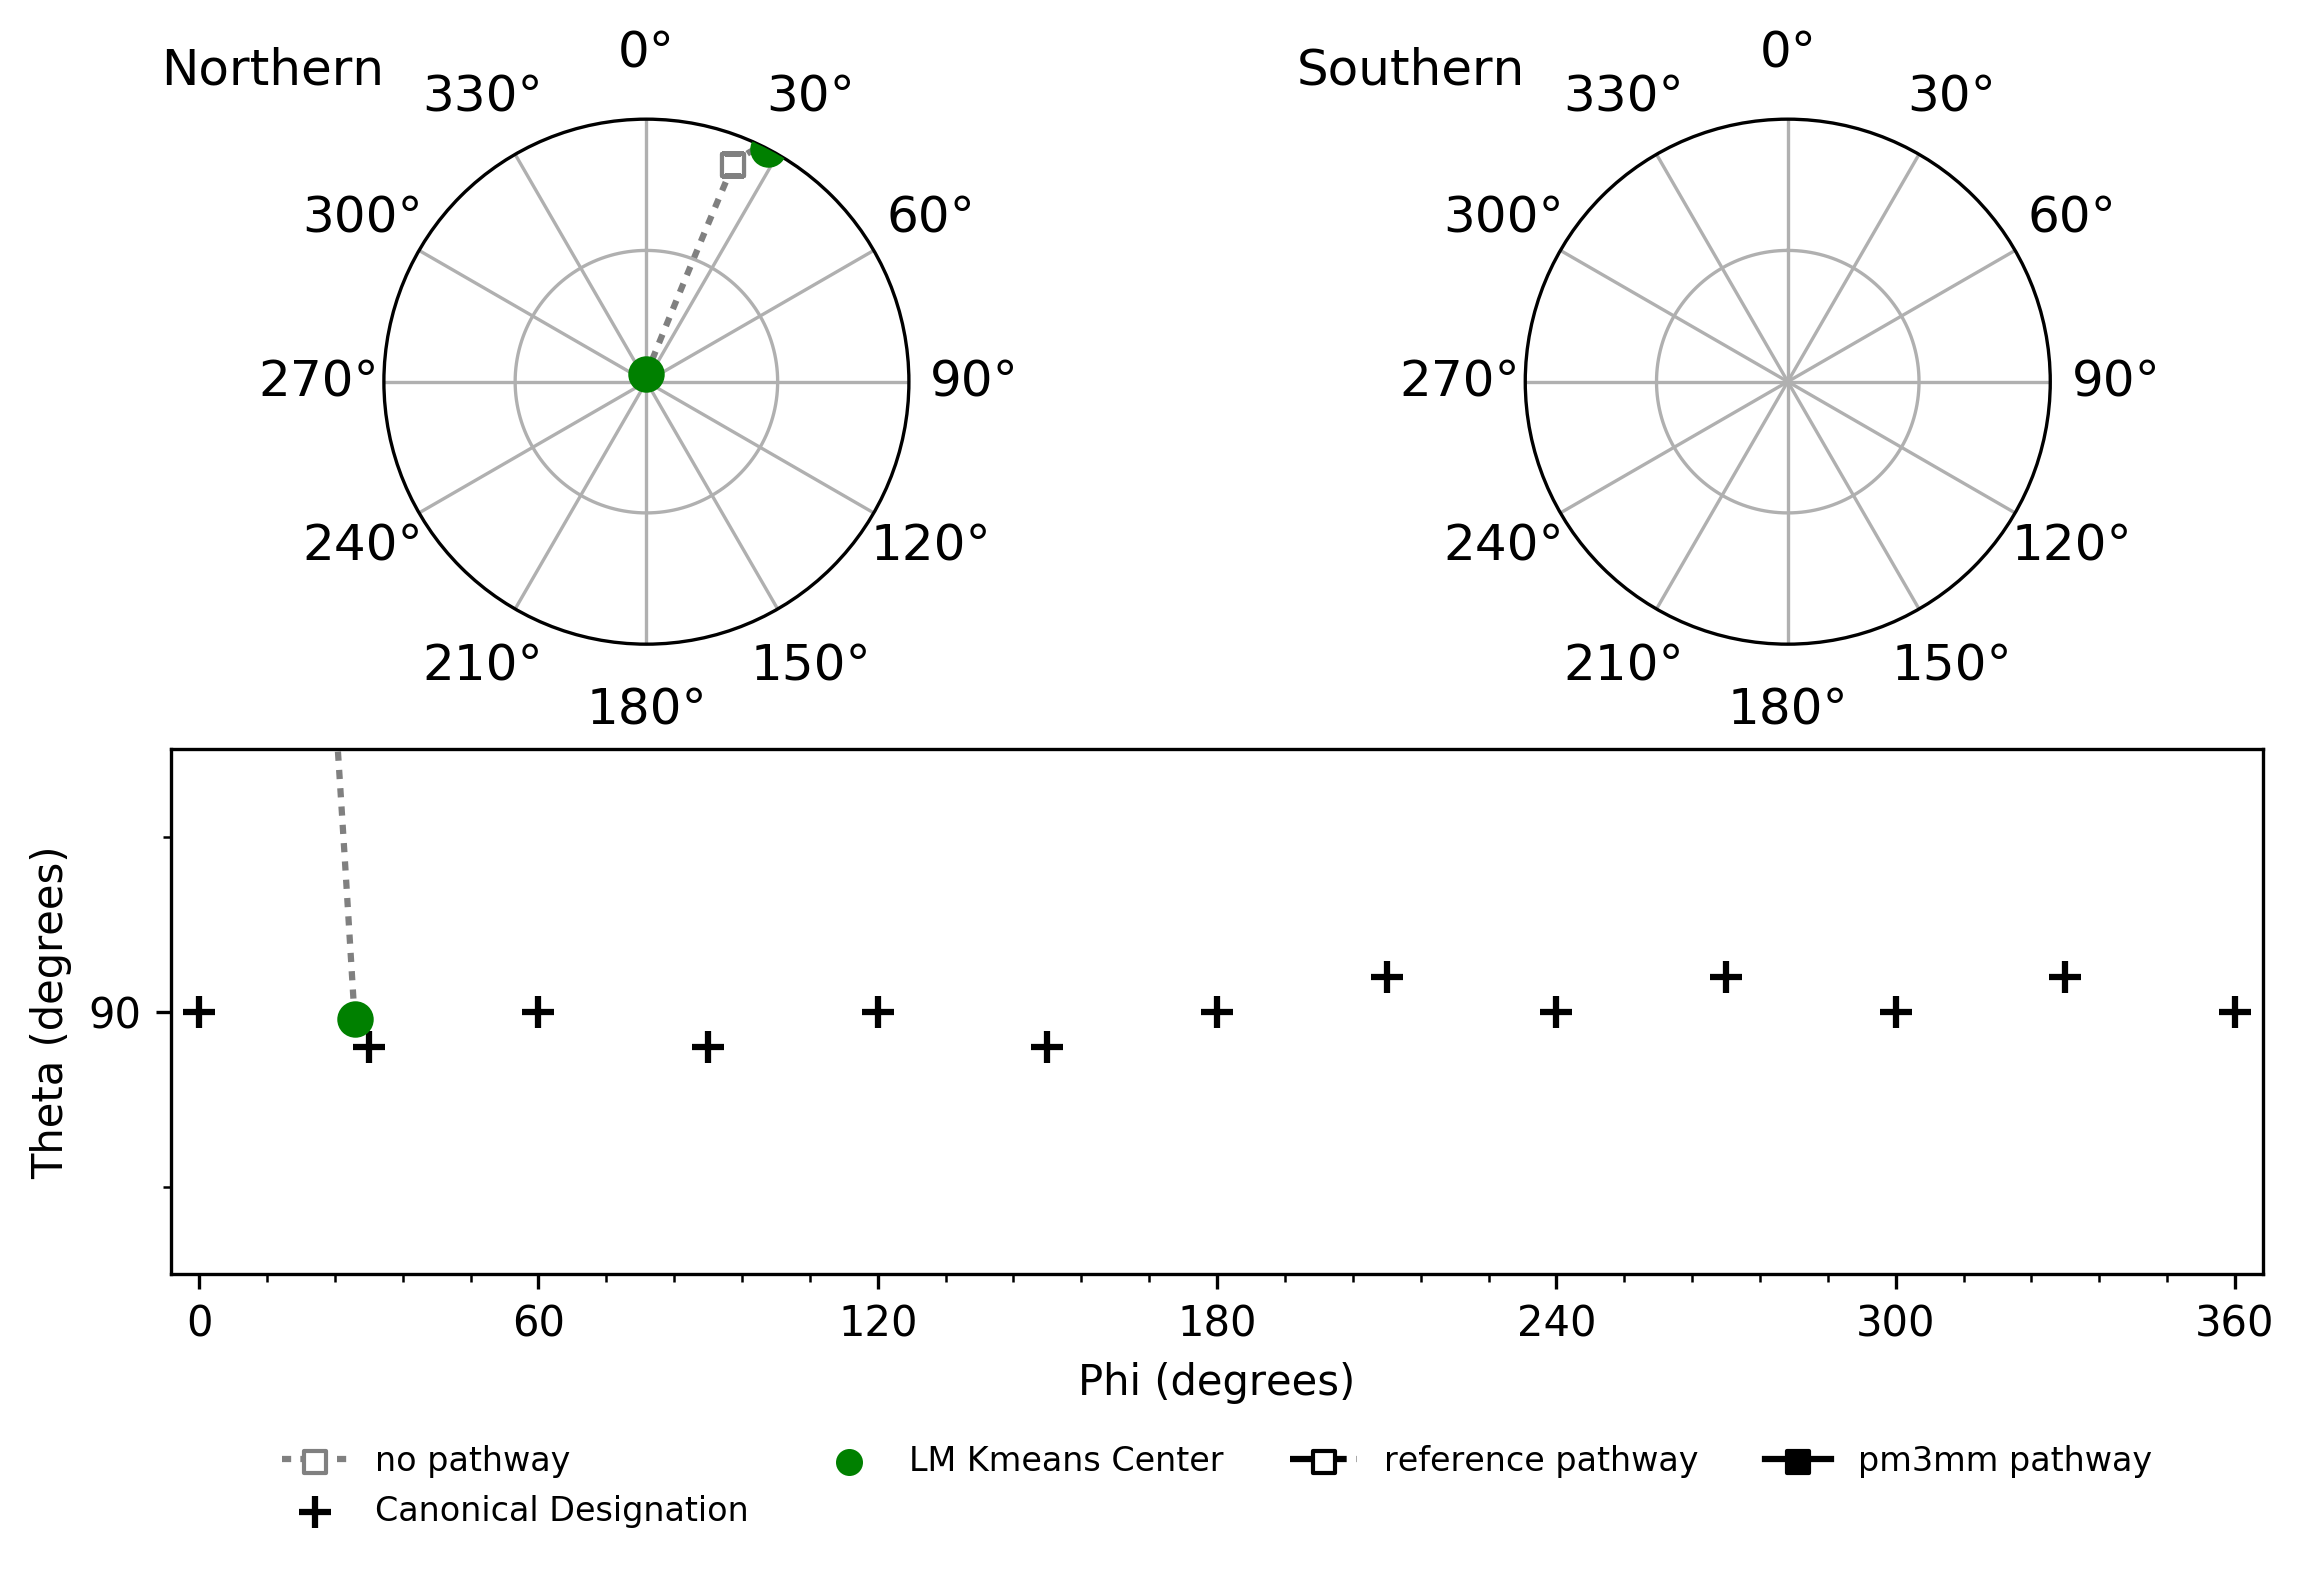 Northern
0°
330°
30°
300°
60°
270°
90°
240°
120°
210°
150°
180°
Southern
0°
330°
30°
300°
60°
270°
90°
240°
120°
210°
150°
180°
Theta (degrees)
90
0 60 120 180 240 300 360
Phi (degrees)
no pathway
LM Kmeans Center
reference pathway
pm3mm pathway
Canonical Designation